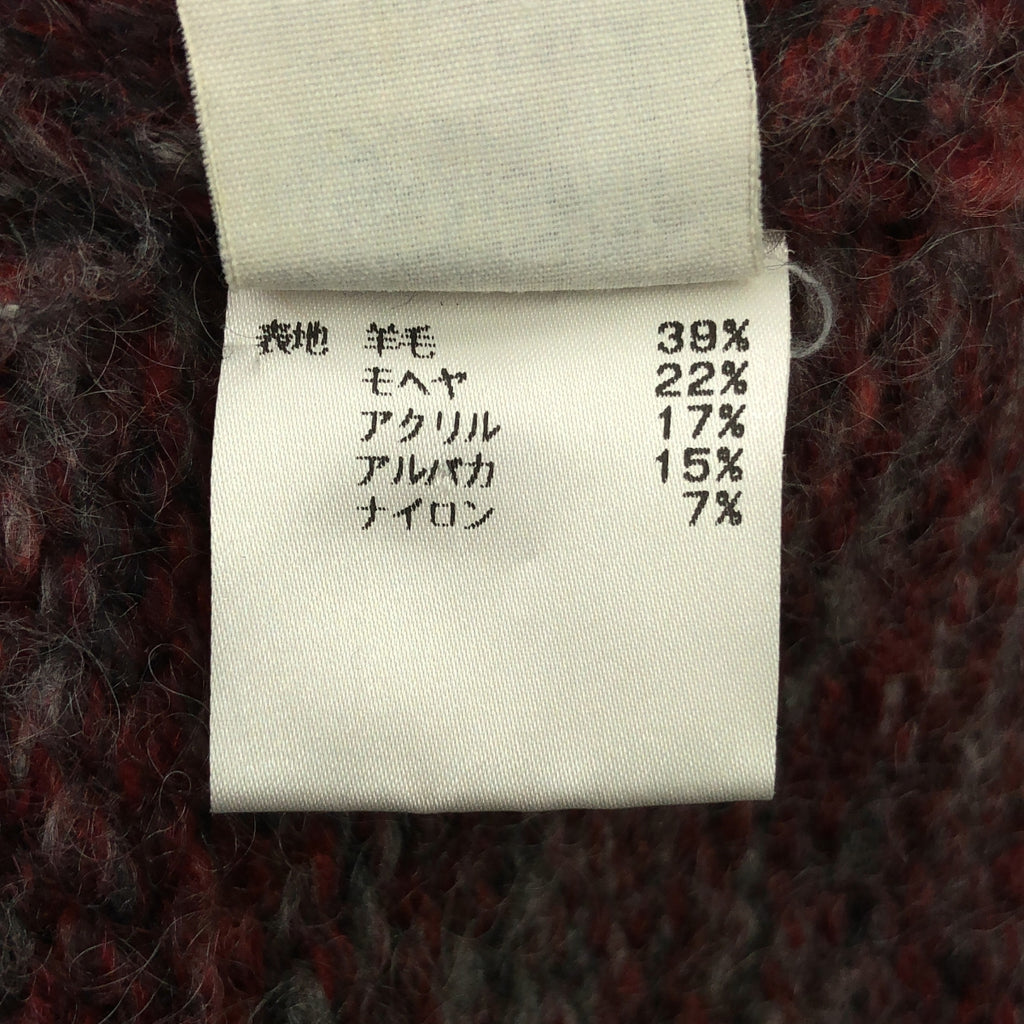 表地 羊毛 39%
モヘヤ 22%
アクリル 17%
アルパカ 15%
ナイロン 7%